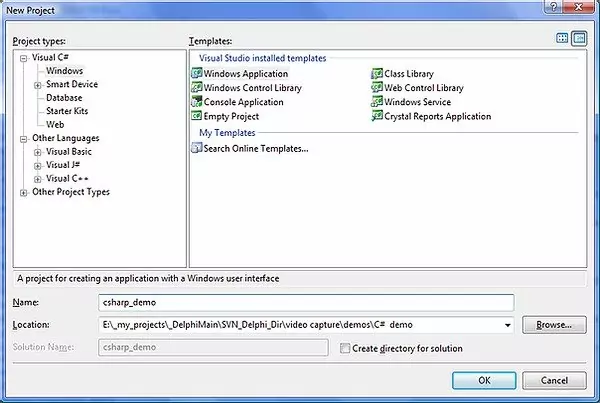 New Project
Project types:
Templates:
Visual C#
Windows
Smart Device
Database
Starter Kits
Web
Other Languages
Visual Basic
Visual J#
Visual C++
Other Project Types
Visual Studio installed templates
Windows Application
Class Library
Windows Control Library
Web Control Library
Console Application
Windows Service
Empty Project
Crystal Reports Application
My Templates
Search Online Templates...
A project for creating an application with a Windows user interface
Name: csharp_demo
Location: E:\_my_projects\_DelphiMain\SVN_Delphi_Dir\video capture\demos\C# demo Browse...
Solution Name: csharp_demo Create directory for solution
OK Cancel